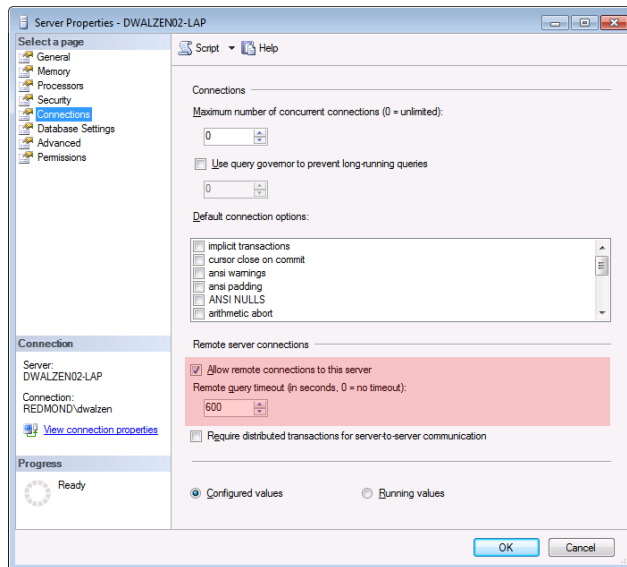 Server Properties - DWALZEN02-LAP
Select a page
General
Memory
Processors
Security
Connections
Database Settings
Advanced
Permissions
Script
Help
Connections
Maximum number of concurrent connections (0 = unlimited):
0
Use query governor to prevent long-running queries
0
Default connection options:
implicit transactions
cursor close on commit
ansi warnings
ansi padding
ANSI NULLS
arithmetic abort
Connection
Server:
DWALZEN02-LAP
Connection:
REDMOND\dwalzen
View connection properties
Progress
Ready
Remote server connections
Allow remote connections to this server
Remote query timeout (in seconds, 0 = no timeout):
600
Require distributed transactions for server-to-server communication
Configured values
Running values
OK
Cancel